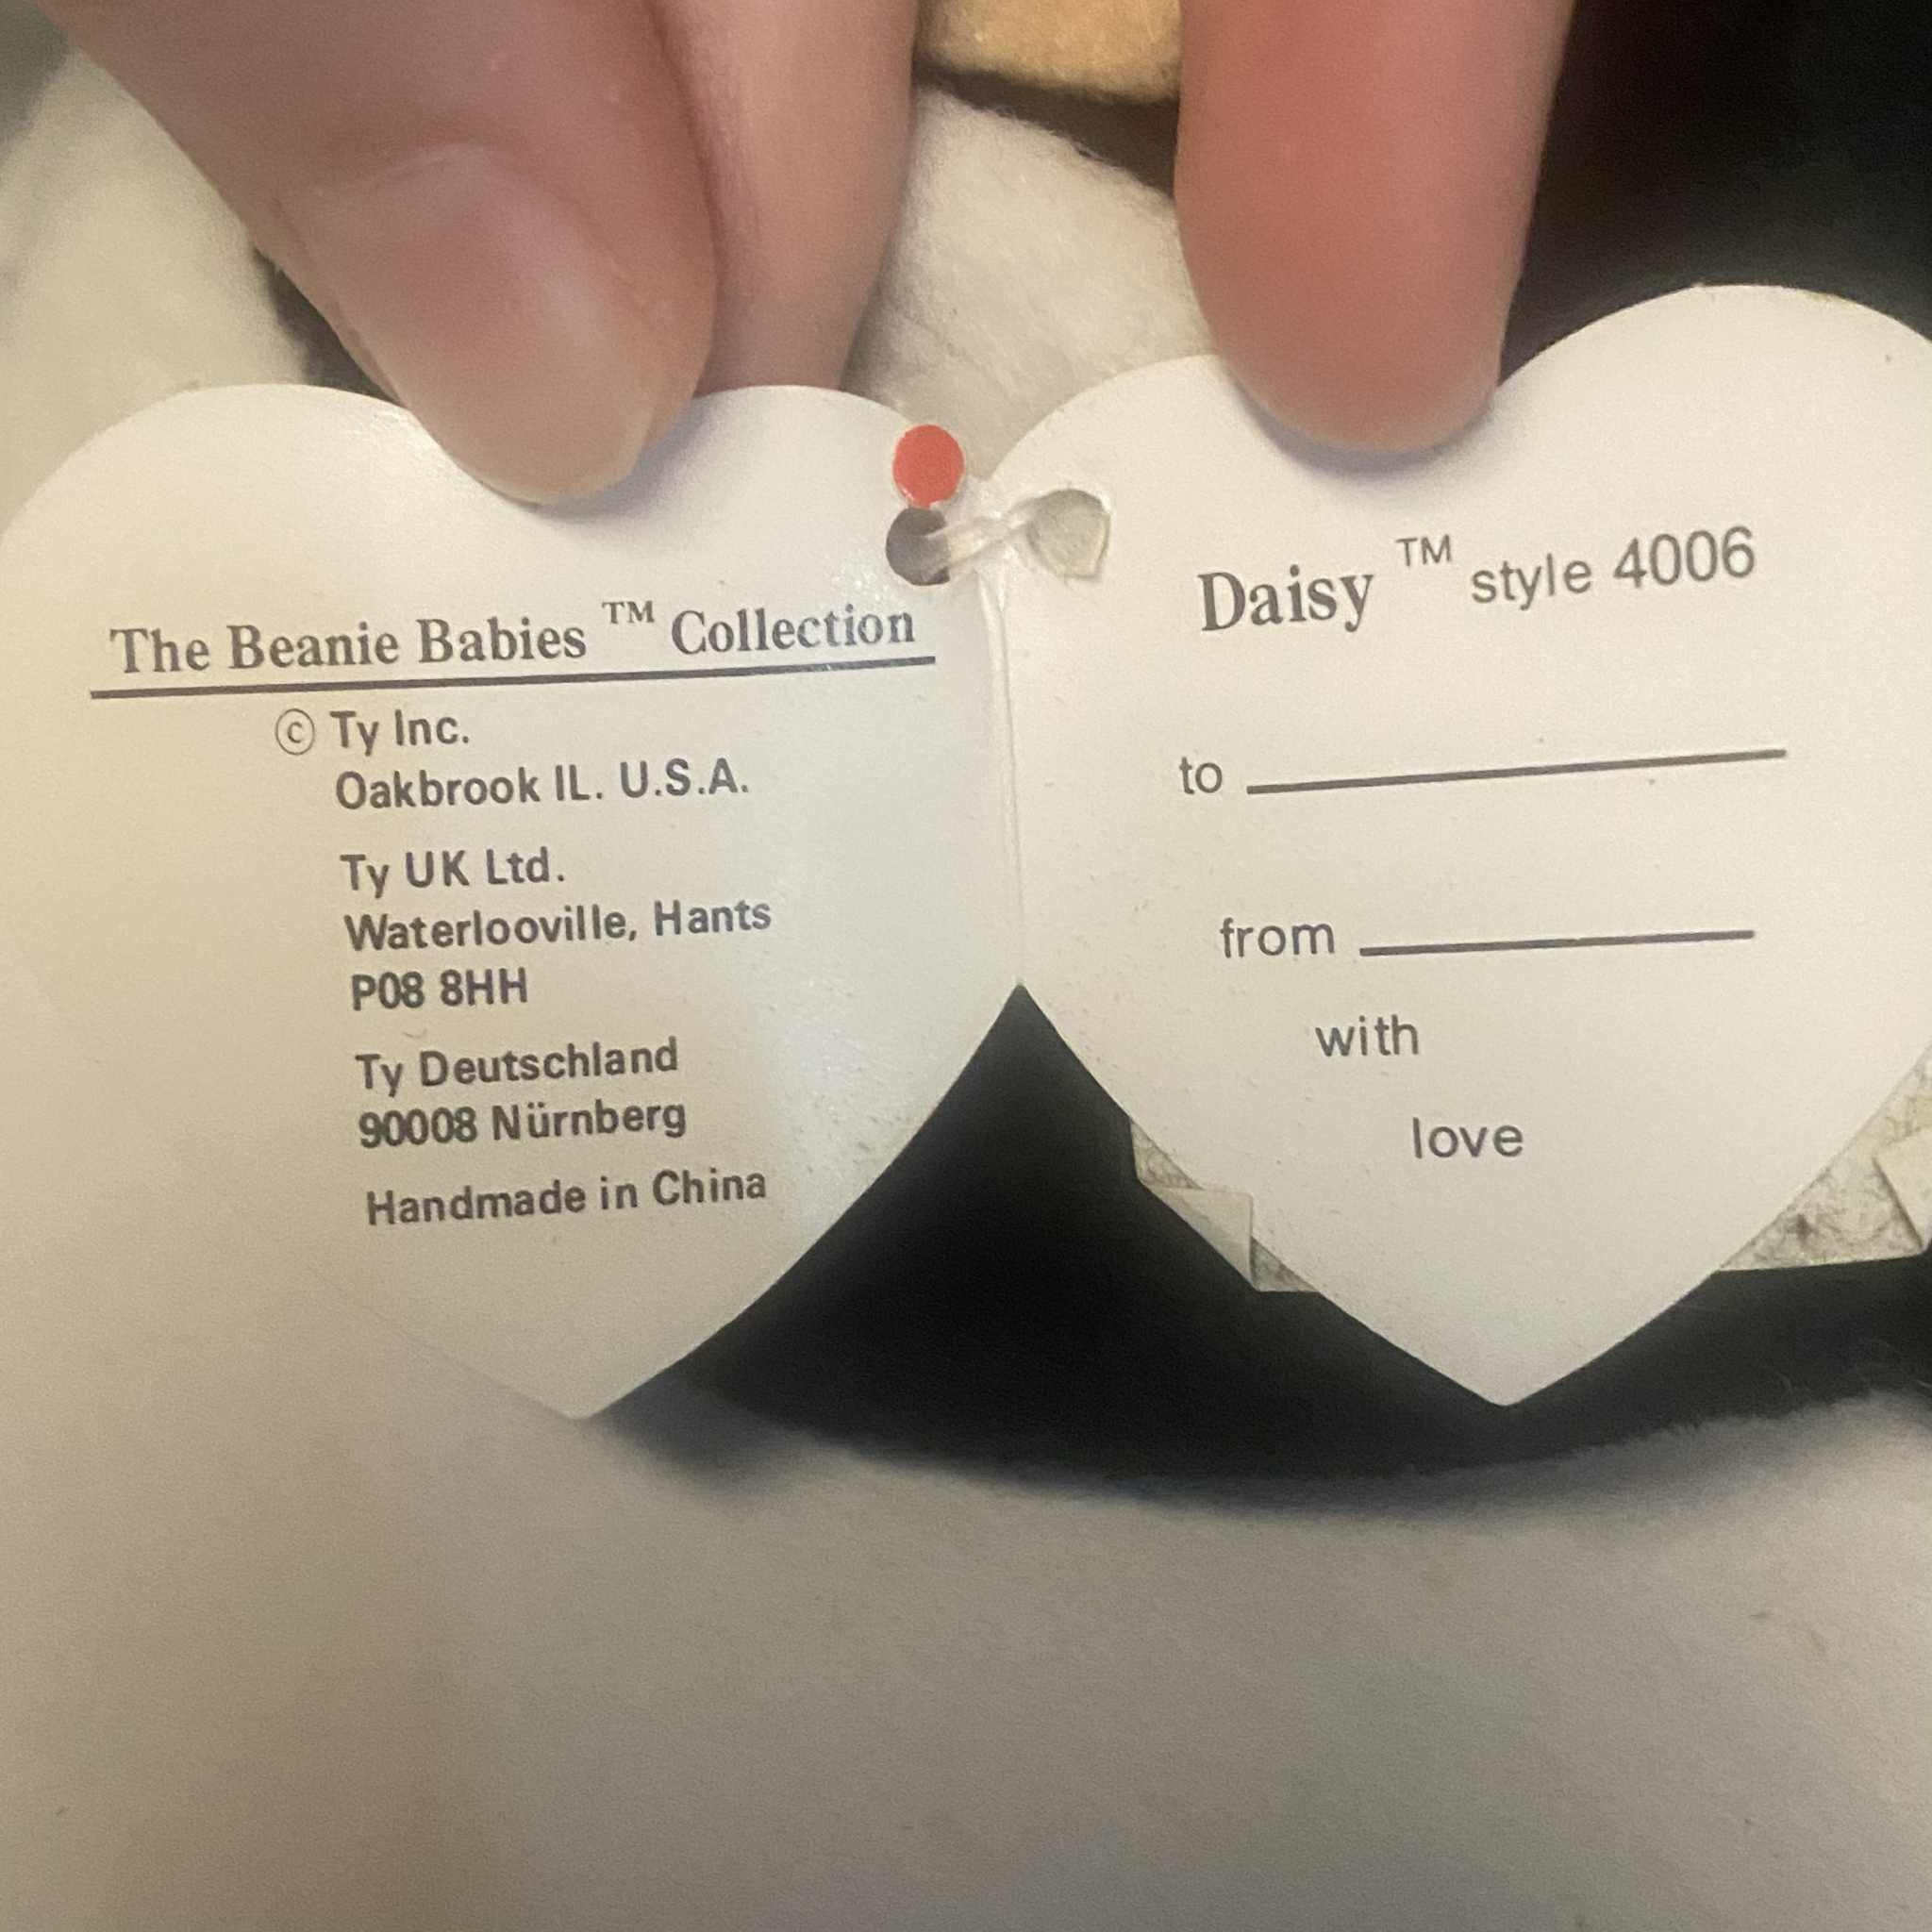 The Beanie Babies ™ Collection
© Ty Inc.
Oakbrook IL. U.S.A.
Ty UK Ltd.
Waterlooville, Hants
P08 8HH
Ty Deutschland
90008 Nürnberg
Handmade in China
Daisy ™ style 4006
to
from
with
love